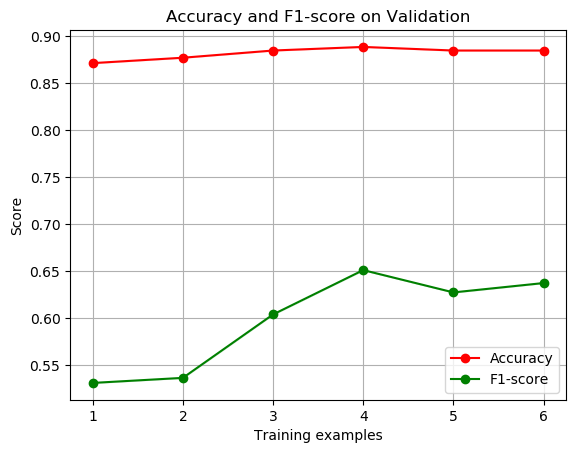 Accuracy and F1-score on Validation
0.90
0.85
0.80
0.75
0.70
0.65
0.60
0.55
Score
1 2 3 4 5 6
Training examples
Accuracy
F1-score